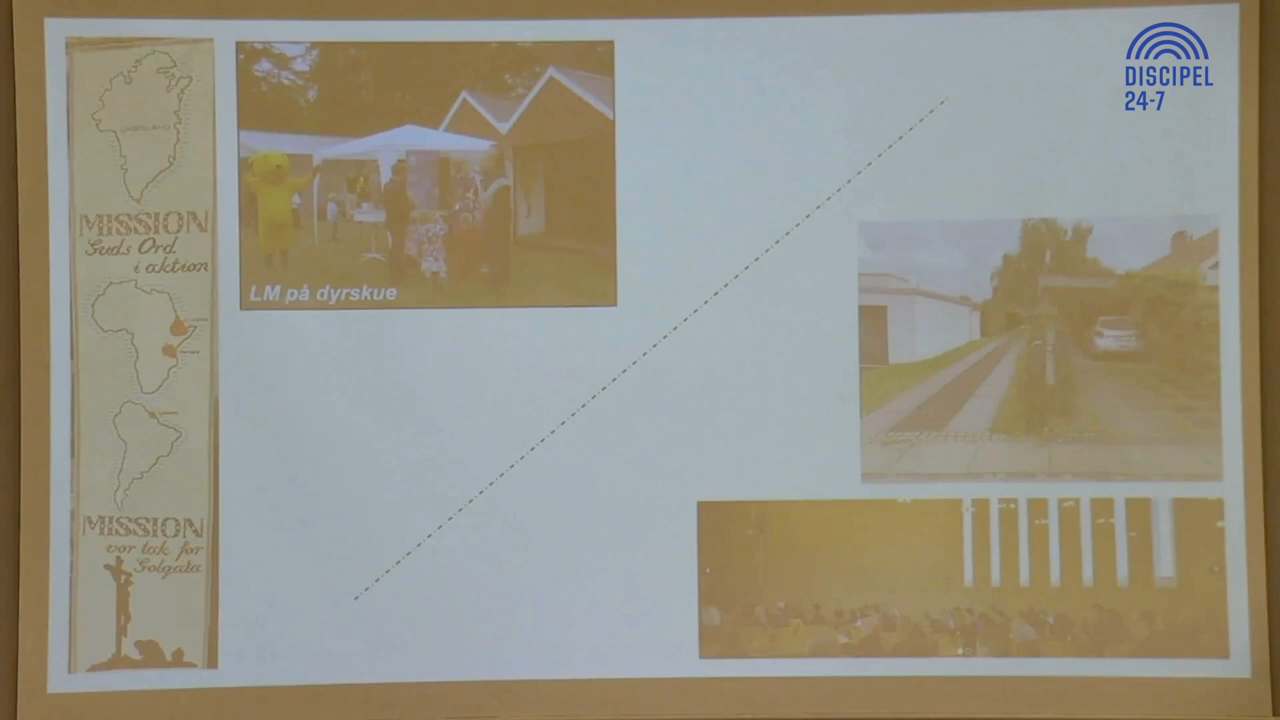 DISCIPEL
24-7
MISSION
Guds Ord
i aktion
MISSION
vor tak for
Golgata
LM på dyrskue